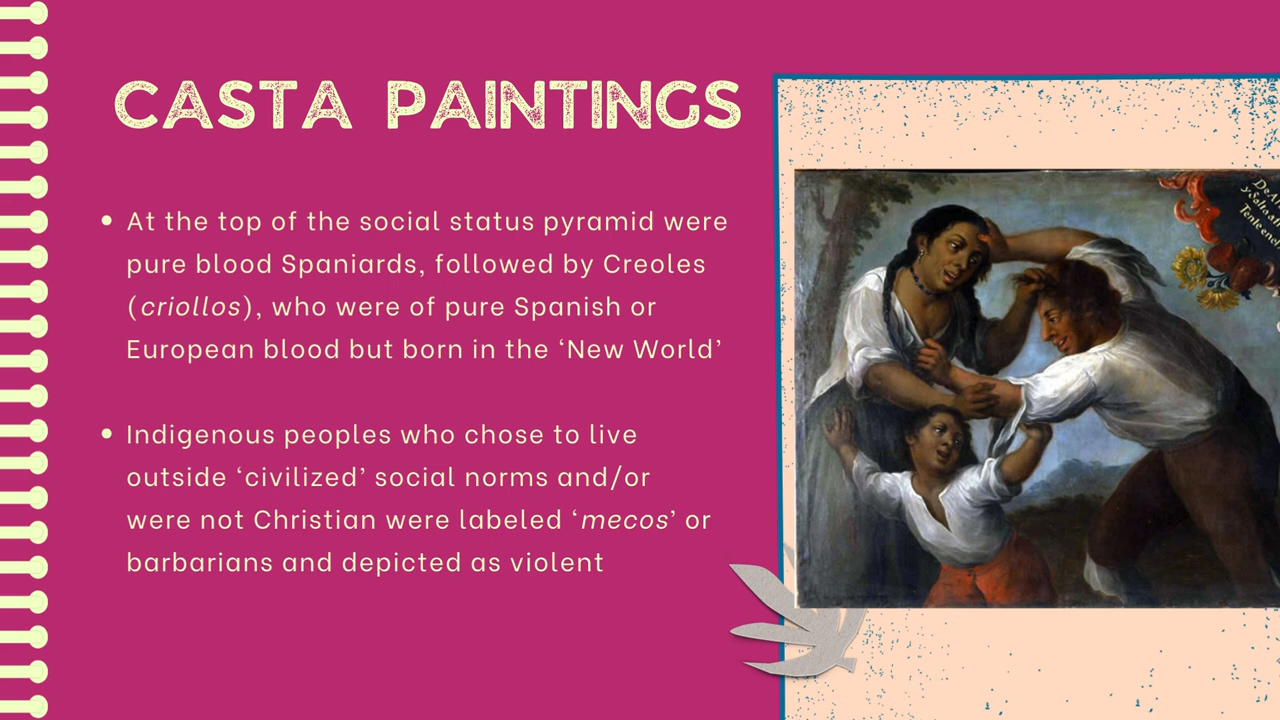 CASTA PAINTINGS
• At the top of the social status pyramid were
pure blood Spaniards, followed by Creoles
(criollos), who were of pure Spanish or
European blood but born in the ‘New World’
• Indigenous peoples who chose to live
outside ‘civilized’ social norms and/or
were not Christian were labeled ‘mecos’ or
barbarians and depicted as violent